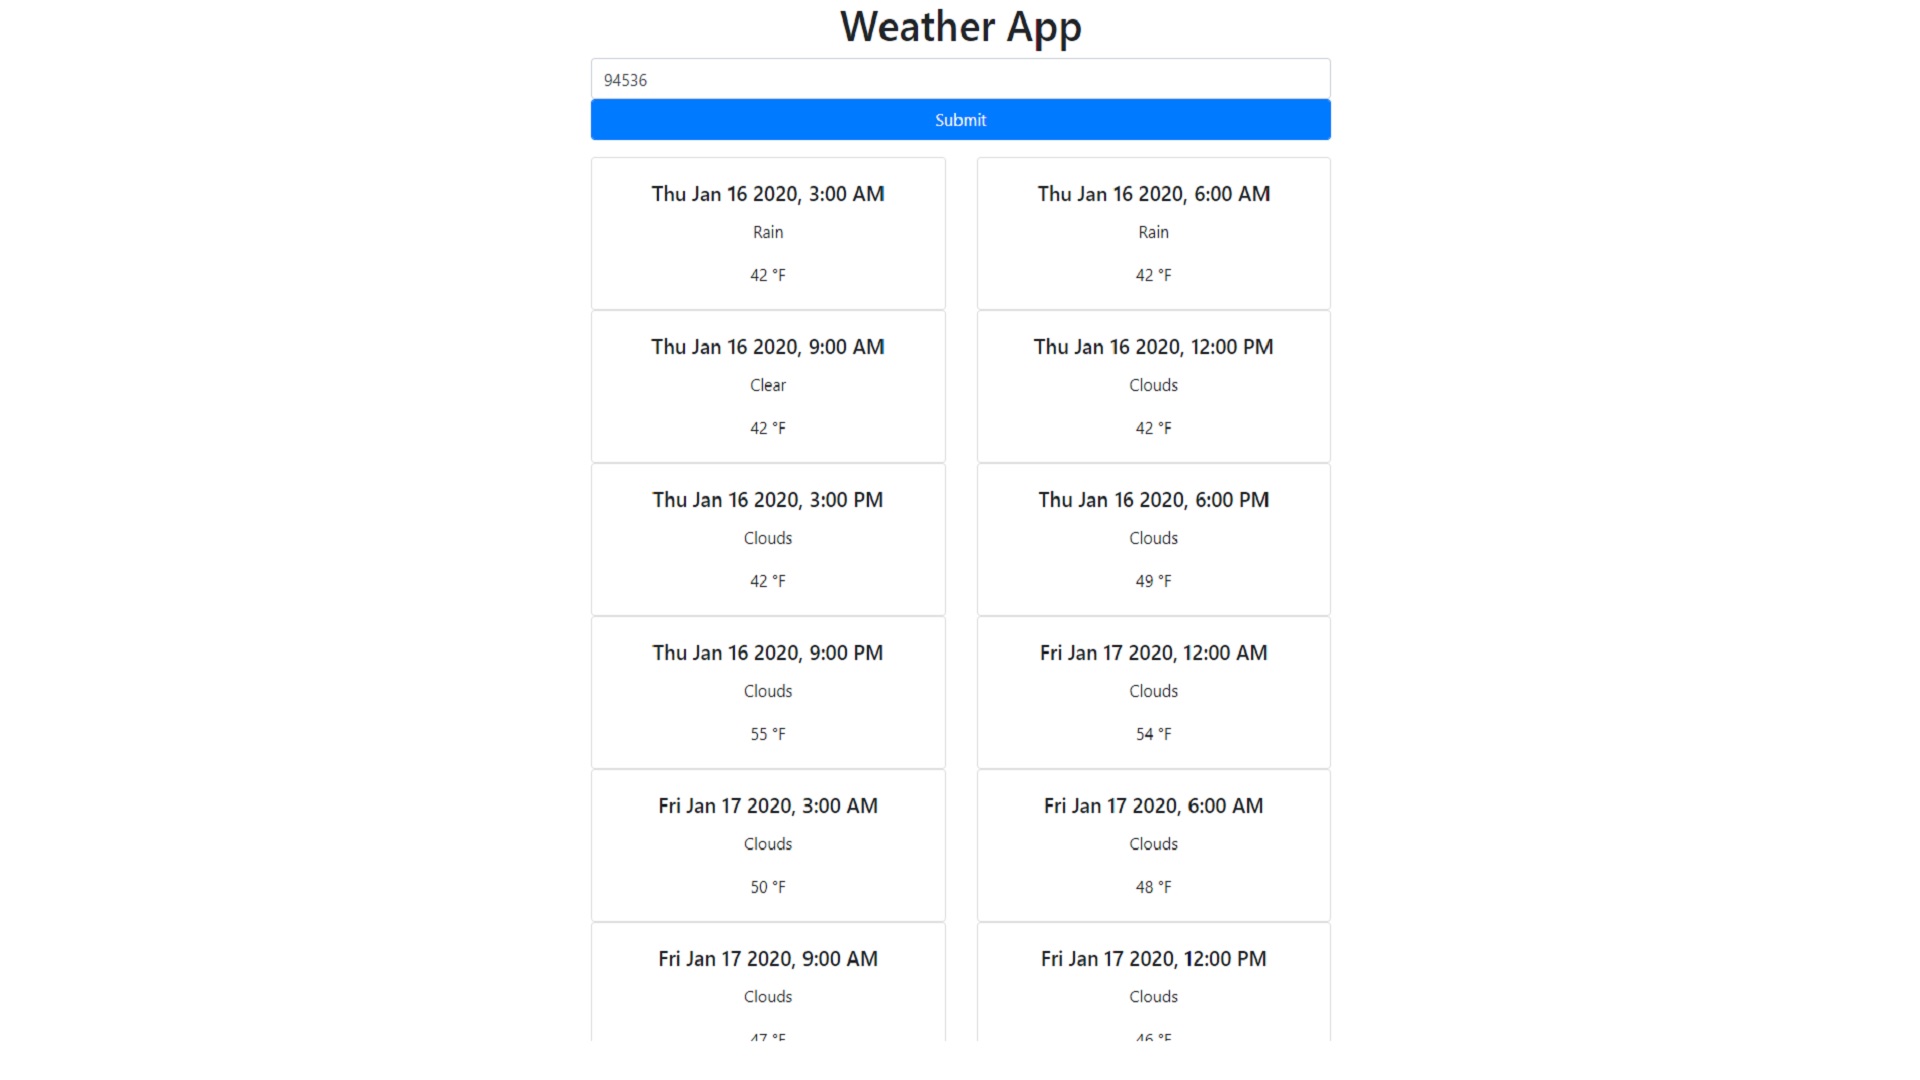 Weather App
94536
Submit
Thu Jan 16 2020, 3:00 AM
Rain
42 °F
Thu Jan 16 2020, 6:00 AM
Rain
42 °F
Thu Jan 16 2020, 9:00 AM
Clear
42 °F
Thu Jan 16 2020, 12:00 PM
Clouds
42 °F
Thu Jan 16 2020, 3:00 PM
Clouds
42 °F
Thu Jan 16 2020, 6:00 PM
Clouds
49 °F
Thu Jan 16 2020, 9:00 PM
Clouds
55 °F
Fri Jan 17 2020, 12:00 AM
Clouds
54 °F
Fri Jan 17 2020, 3:00 AM
Clouds
50 °F
Fri Jan 17 2020, 6:00 AM
Clouds
48 °F
Fri Jan 17 2020, 9:00 AM
Clouds
47 °F
Fri Jan 17 2020, 12:00 PM
Clouds
46 °F